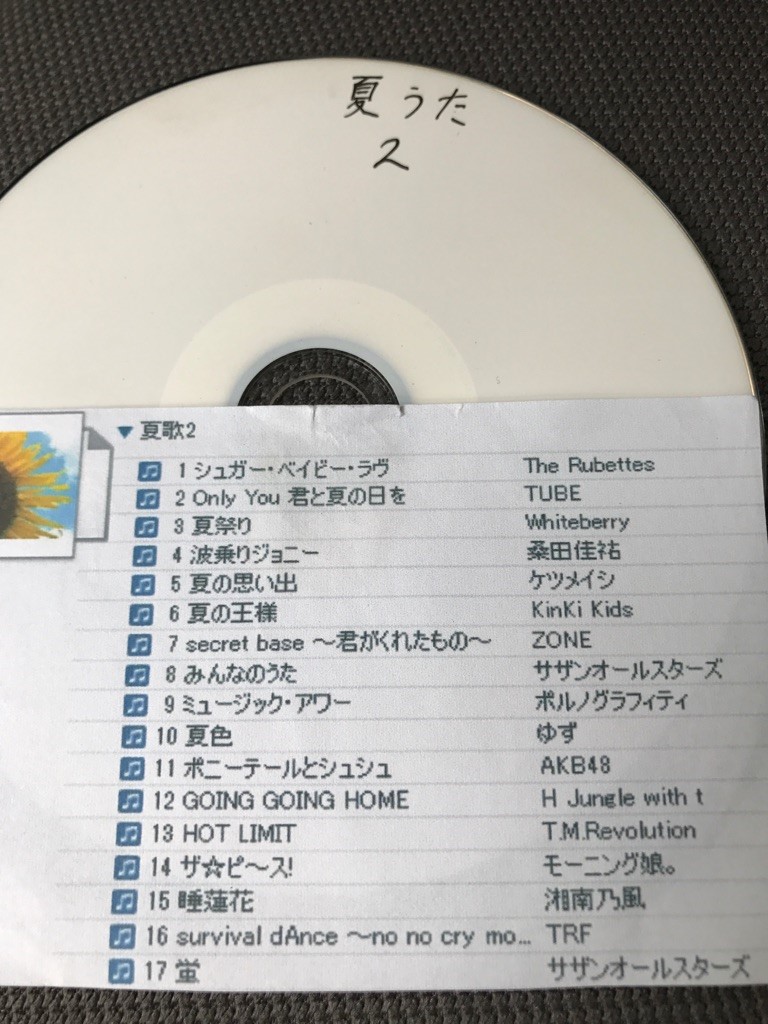 夏うた
2
▼ 夏歌2
1 シュガー・ベイビー・ラヴ The Rubettes
2 Only You 君と夏の日を TUBE
3 夏祭り Whiteberry
4 波乗りジョニー 桑田佳祐
5 夏の思い出 ケツメイシ
6 夏の王様 KinKi Kids
7 secret base ～君がくれたもの～ ZONE
8 みんなのうた サザンオールスターズ
9 ミュージック・アワー ポルノグラフィティ
10 夏色 ゆず
11 ポニーテールとシュシュ AKB48
12 GOING GOING HOME H Jungle with t
13 HOT LIMIT T.M.Revolution
14 ザ☆ピ～ス! モーニング娘。
15 睡蓮花 湘南乃風
16 survival dAnce ～no no cry mo... TRF
17 蛍 サザンオールスターズ